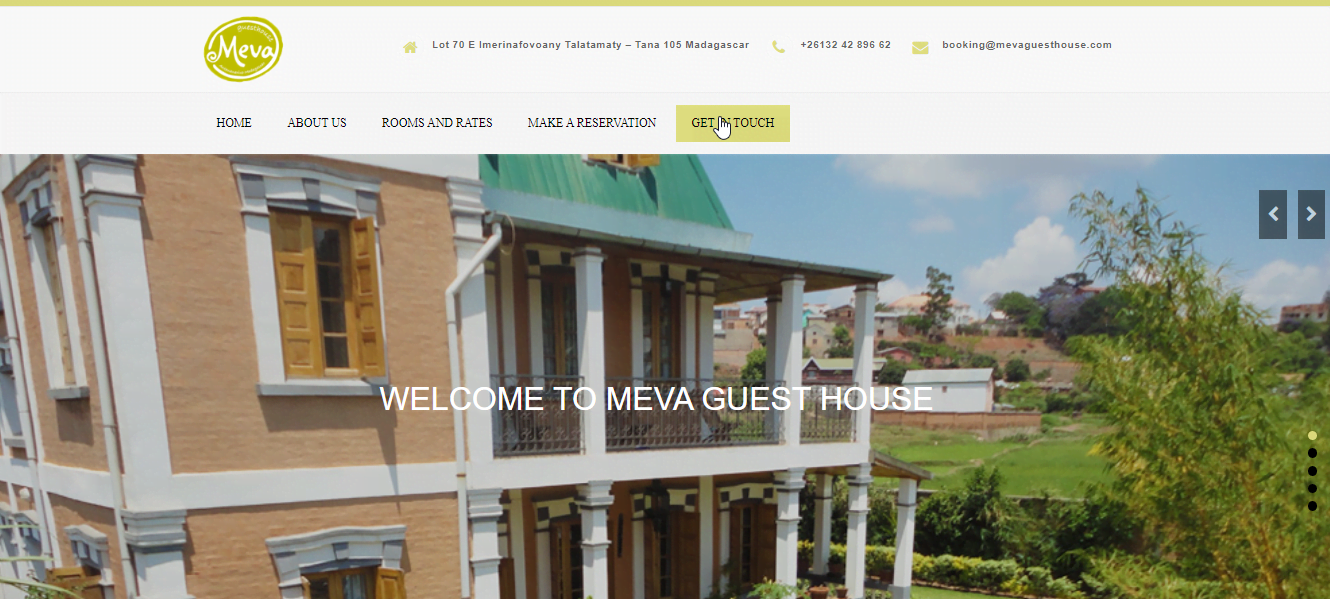 guesthouse
Meva
Lot 70 E Imerinafovoany Talatamaty – Tana 105 Madagascar
+26132 42 896 62
booking@mevaguesthouse.com
HOME
ABOUT US
ROOMS AND RATES
MAKE A RESERVATION
GET IN TOUCH
WELCOME TO MEVA GUEST HOUSE